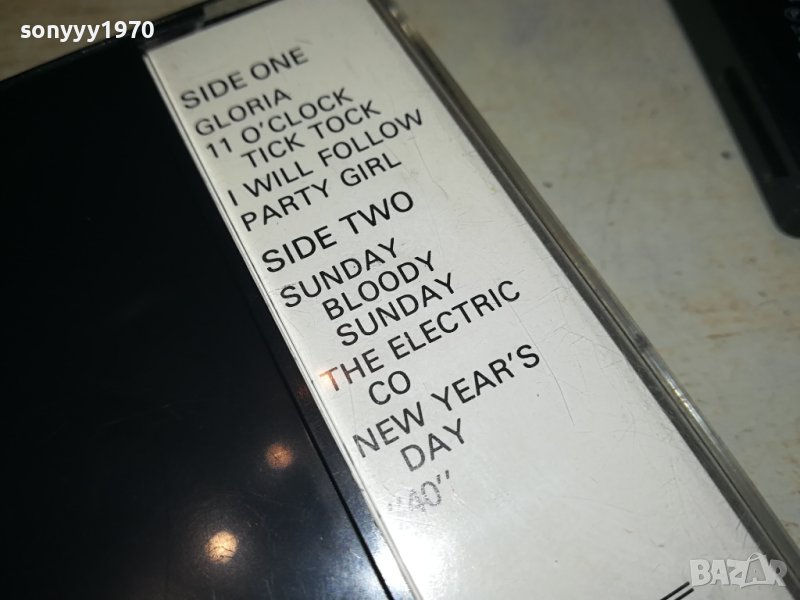 sonyyy1970
SIDE ONE
GLORIA
11 O'CLOCK
TICK TOCK
I WILL FOLLOW
PARTY GIRL
SIDE TWO
SUNDAY
BLOODY
SUNDAY
THE ELECTRIC
CO
NEW YEAR'S
DAY
"40"
BAZAR